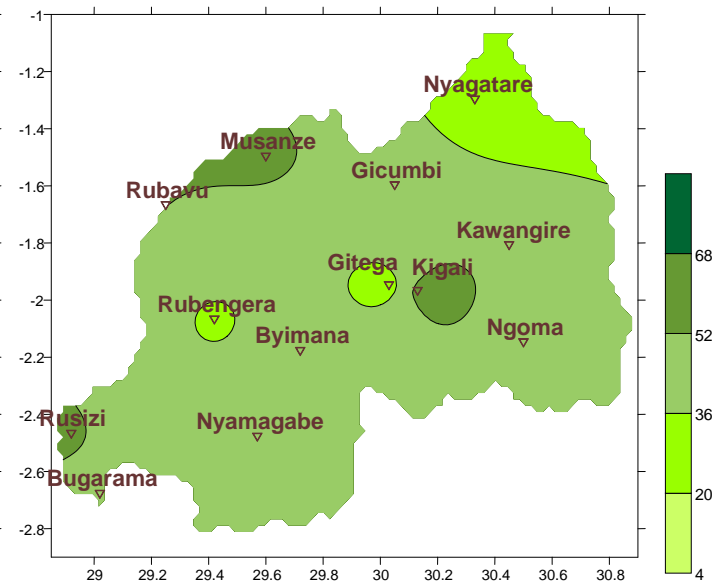 -1
-1.2
Nyagatare
-1.4
Musanze
Gicumbi
-1.6
Rubavu
Kawangire
-1.8
Gitega
Kigali
68
-2
Rubengera
Byimana
Ngoma
52
-2.2
-2.4
Rusizi
Nyamagabe
36
-2.6
Bugarama
20
-2.8
29
29.2
29.4
29.6
29.8
30
30.2
30.4
30.6
30.8
4